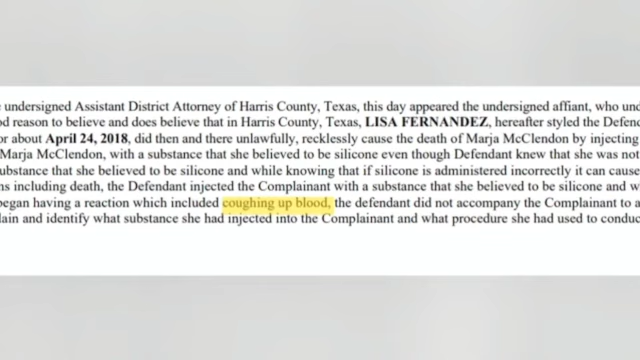 undersigned Assistant District Attorney of Harris County, Texas, this day appeared the undersigned affiant, who
reason to believe and does believe that in Harris County, Texas, LISA FERNANDEZ, hereafter styled the
or about April 24, 2018, did then and there unlawfully, recklessly cause the death of Marja McClendon by injecting
Marja McClendon, with a substance that she believed to be silicone even though Defendant knew that she was not
substance that she believed to be silicone and while knowing that if silicone is administered incorrectly it can cause
including death, the Defendant injected the Complainant with a substance that she believed to be silicone and
began having a reaction which included coughing up blood, the defendant did not accompany the Complainant to a
and identify what substance she had injected into the Complainant and what procedure she had used to